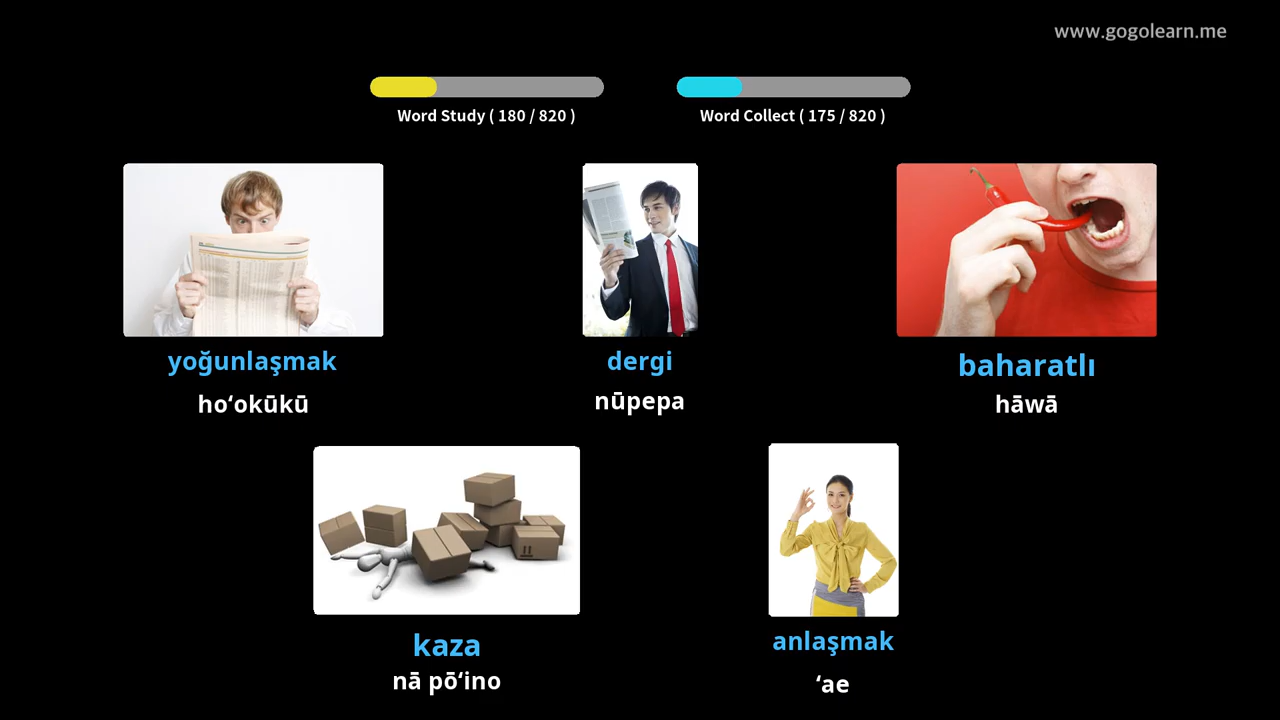 www.gogolearn.me
Word Study ( 180 / 820 )
Word Collect ( 175 / 820 )
yoğunlaşmak
hoʻokūkū
dergi
nūpepa
baharatlı
hāwā
kaza
nā pōʻino
anlaşmak
ʻae